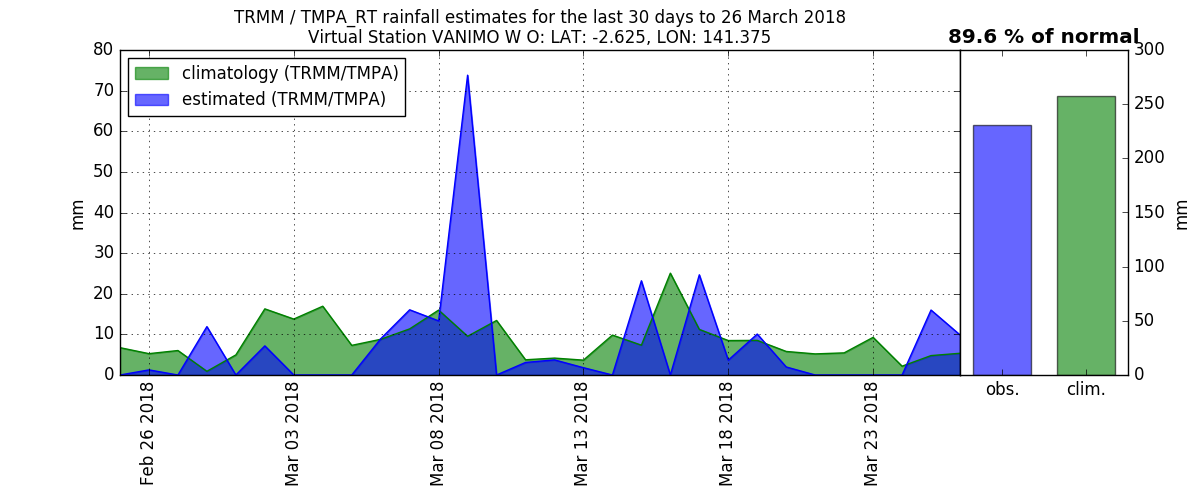 TRMM / TMPA_RT rainfall estimates for the last 30 days to 26 March 2018
Virtual Station VANIMO W O: LAT: -2.625, LON: 141.375
89.6 % of normal
climatology (TRMM/TMPA)
estimated (TRMM/TMPA)
mm
80
70
60
50
40
30
20
10
0
Feb 26 2018
Mar 03 2018
Mar 08 2018
Mar 13 2018
Mar 18 2018
Mar 23 2018
obs.
clim.
300
250
200
150
100
50
0
mm